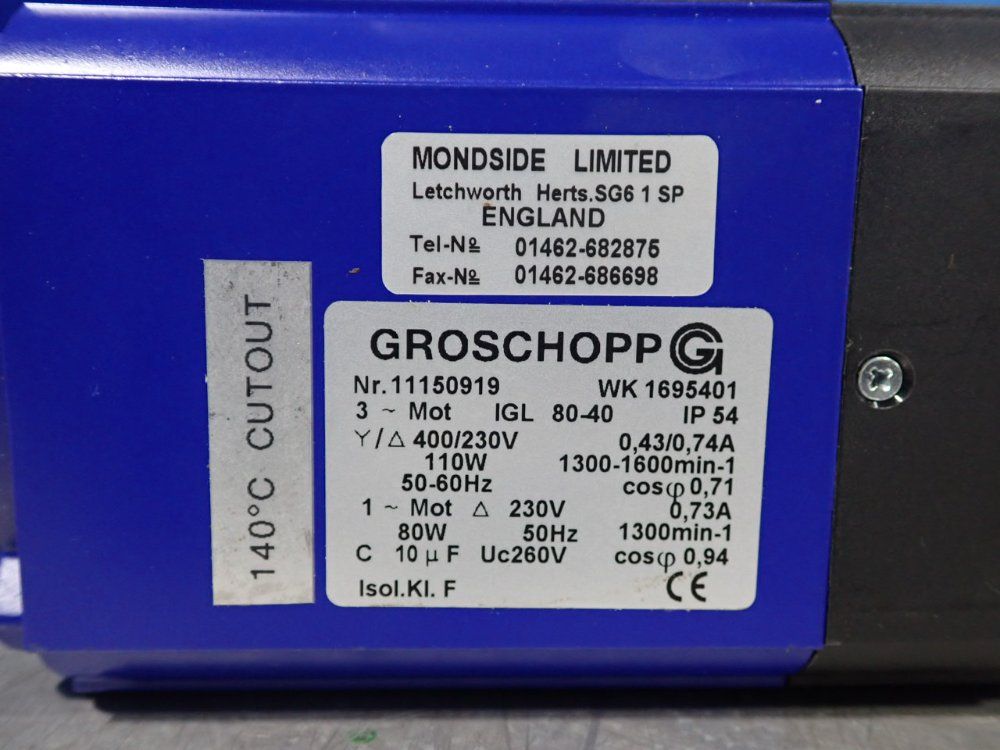 MONDSIDE LIMITED
Letchworth Herts.SG6 1 SP
ENGLAND
Tel-№ 01462-682875
Fax-№ 01462-686698
140°C CUTOUT
GROSCHOPP G
Nr.11150919 WK 1695401
3 ~ Mot IGL 80-40 IP 54
Y/△ 400/230V 0,43/0,74A
110W 1300-1600min-1
50-60Hz cosφ 0,71
1 ~ Mot △ 230V 0,73A
80W 50Hz 1300min-1
C 10 µ F Uc260V cosφ 0,94
Isol.Kl. F CE